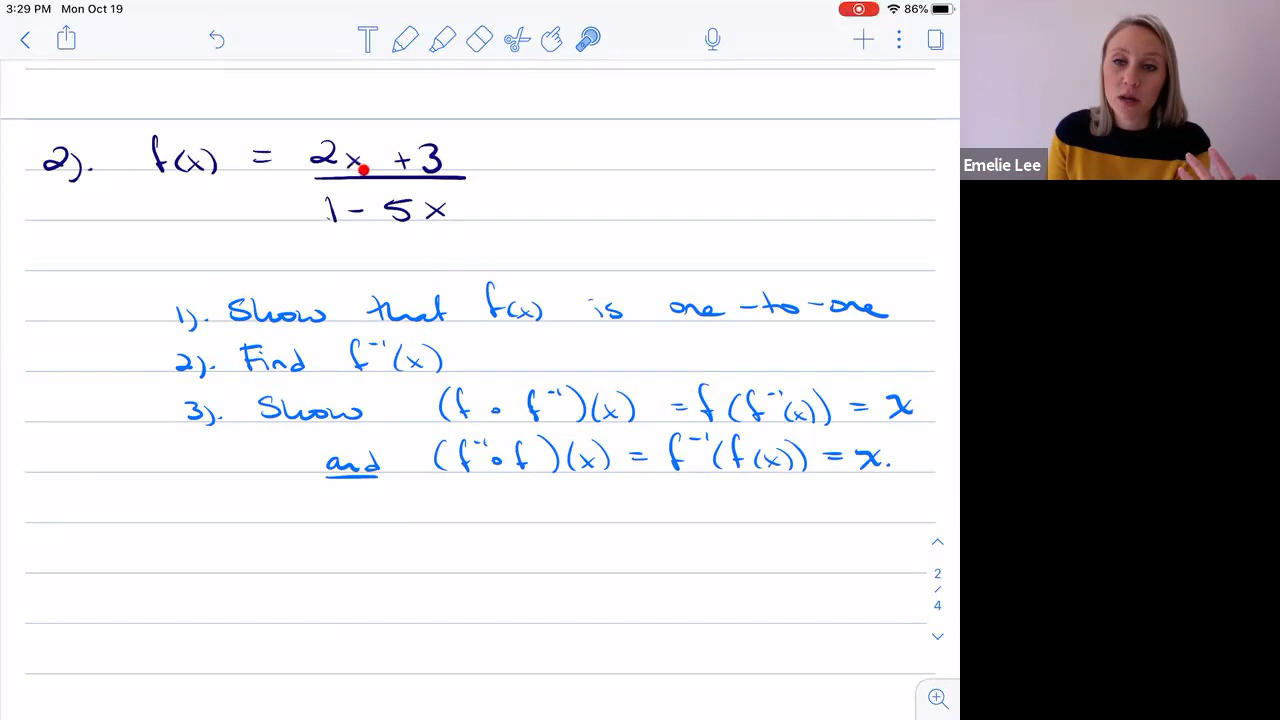 3:29 PM Mon Oct 19
86%
2). f(x) = 2x + 3
1 - 5x
1). Show that f(x) is one-to-one
2). Find f⁻¹(x)
3). Show (f ∘ f⁻¹)(x) = f(f⁻¹(x)) = x
and (f⁻¹∘f)(x) = f⁻¹(f(x)) = x.
2
/
4
Emelie Lee